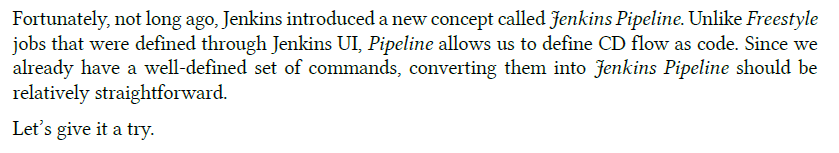 Fortunately, not long ago, Jenkins introduced a new concept called Jenkins Pipeline. Unlike Freestyle
jobs that were defined through Jenkins UI, Pipeline allows us to define CD flow as code. Since we
already have a well-defined set of commands, converting them into Jenkins Pipeline should be
relatively straightforward.
Let’s give it a try.